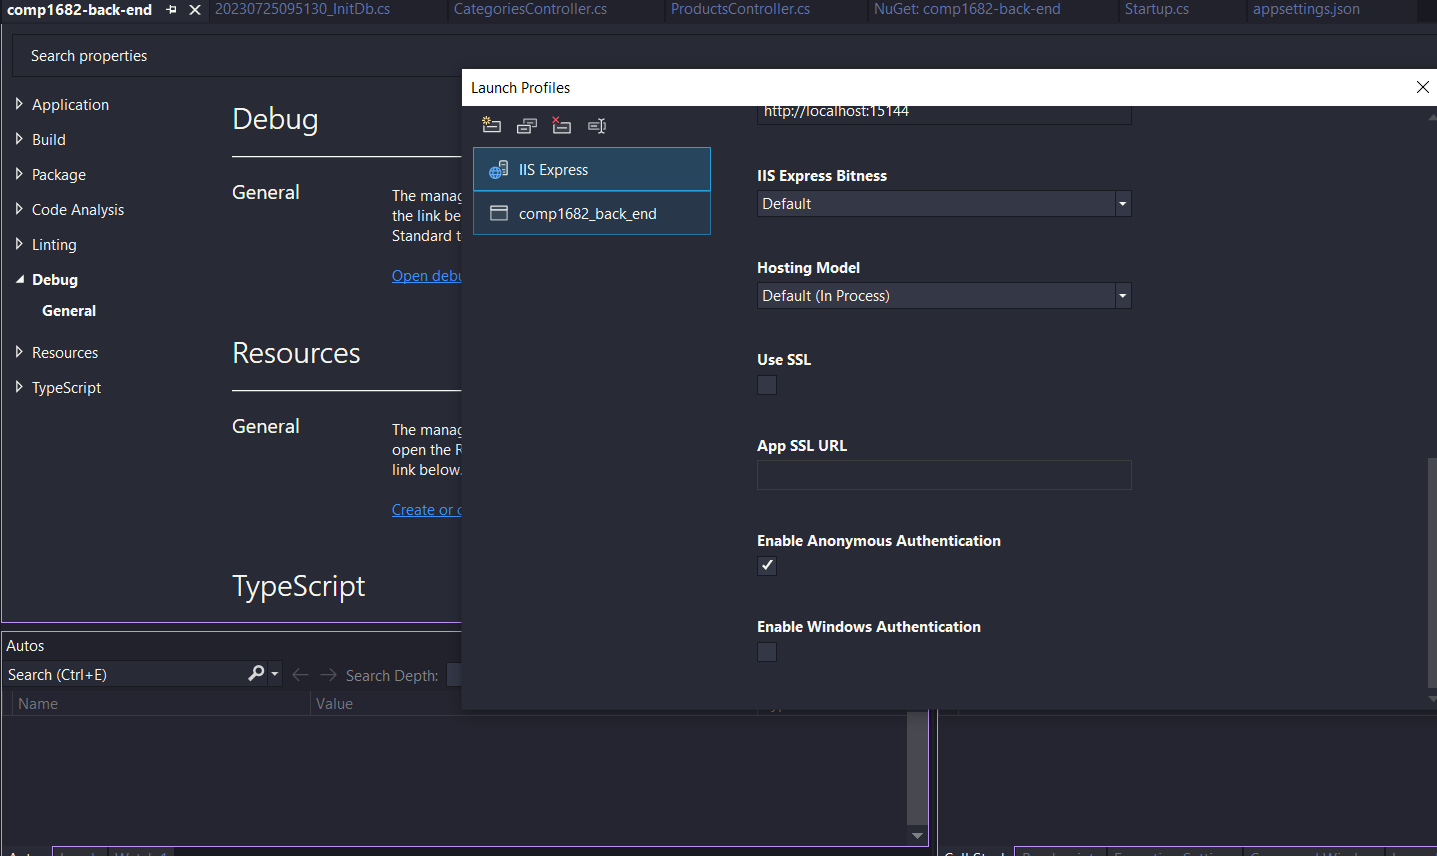 comp1682-back-end
20230725095130_InitDb.cs
CategoriesController.cs
ProductsController.cs
NuGet: comp1682-back-end
Startup.cs
appsettings.json
Search properties
Application
Build
Package
Code Analysis
Linting
Debug
General
Resources
TypeScript
Debug
General
The manag
the link be
Standard t
Open debu
Resources
General
The manag
open the R
link below.
Create or o
TypeScript
Launch Profiles
IIS Express
comp1682_back_end
http://localhost:15144
IIS Express Bitness
Default
Hosting Model
Default (In Process)
Use SSL
App SSL URL
Enable Anonymous Authentication
Enable Windows Authentication
Autos
Search (Ctrl+E)
Search Depth:
Name
Value